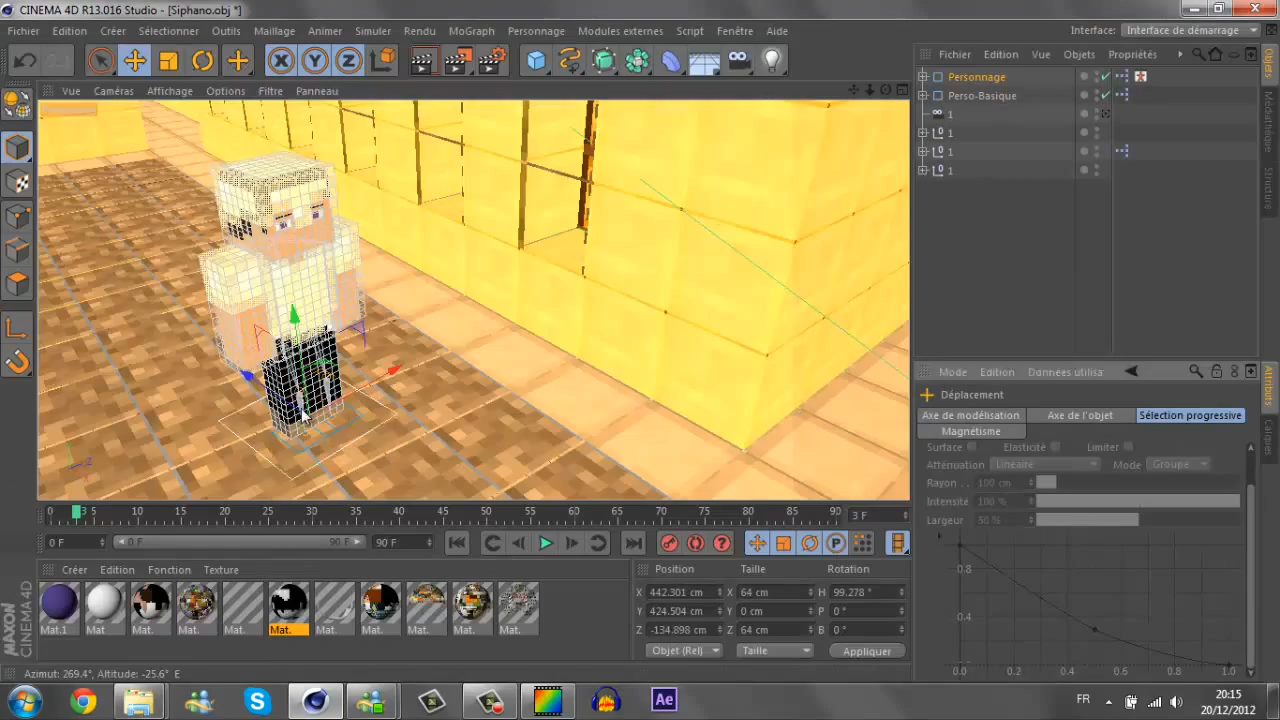 CINEMA 4D R13.016 Studio - [Siphano.obj *]
Fichier Edition Créer Sélectionner Outils Maillage Animer Simuler Rendu MoGraph Personnage Modules externes Script Fenêtre Aide Interface: Interface de démarrage
Vue Caméras Affichage Options Filtre Panneau
Fichier Edition Vue Objets Propriétés
Personnage
Perso-Basique
1
1
1
1
Objets
Médiathèque
Structure
Mode Edition Données utilisa
Déplacement
Axe de modélisation Axe de l'objet Sélection progressive
Magnétisme
Surface Elasticité Limiter
Atténuation Linéaire Mode Groupe
Rayon . . 100 cm
Intensité 100 %
Largeur 50 %
0.8
0.4
0.0 0.2 0.4 0.6 0.8 1.0
Attributs
Calques
0 3 5 10 15 20 25 30 35 40 45 50 55 60 65 70 75 80 85 90 3 F
0 F 0 F 90 F 90 F
Créer Edition Fonction Texture
Mat.1 Mat Mat. Mat. Mat. Mat. Mat. Mat. Mat. Mat. Mat.
Position Taille Rotation
X 442.301 cm X 64 cm H 99.278 °
Y 424.504 cm Y 0 cm P 0 °
Z -134.898 cm Z 64 cm B 0 °
Objet (Rel) Taille Appliquer
MAXON
CINEMA 4D
Azimut: 269.4°, Altitude: -25.6° E
Ae
FR
20:15
20/12/2012